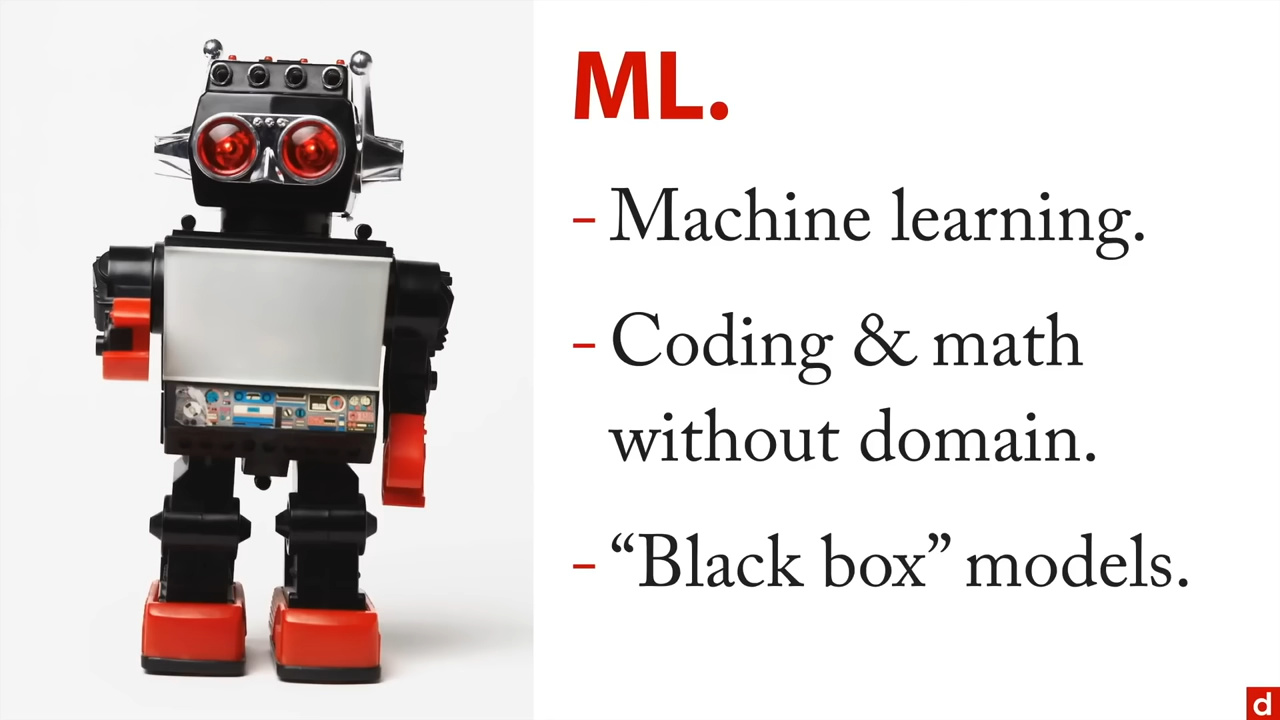 ML.
- Machine learning.
- Coding & math
without domain.
- “Black box” models.
d